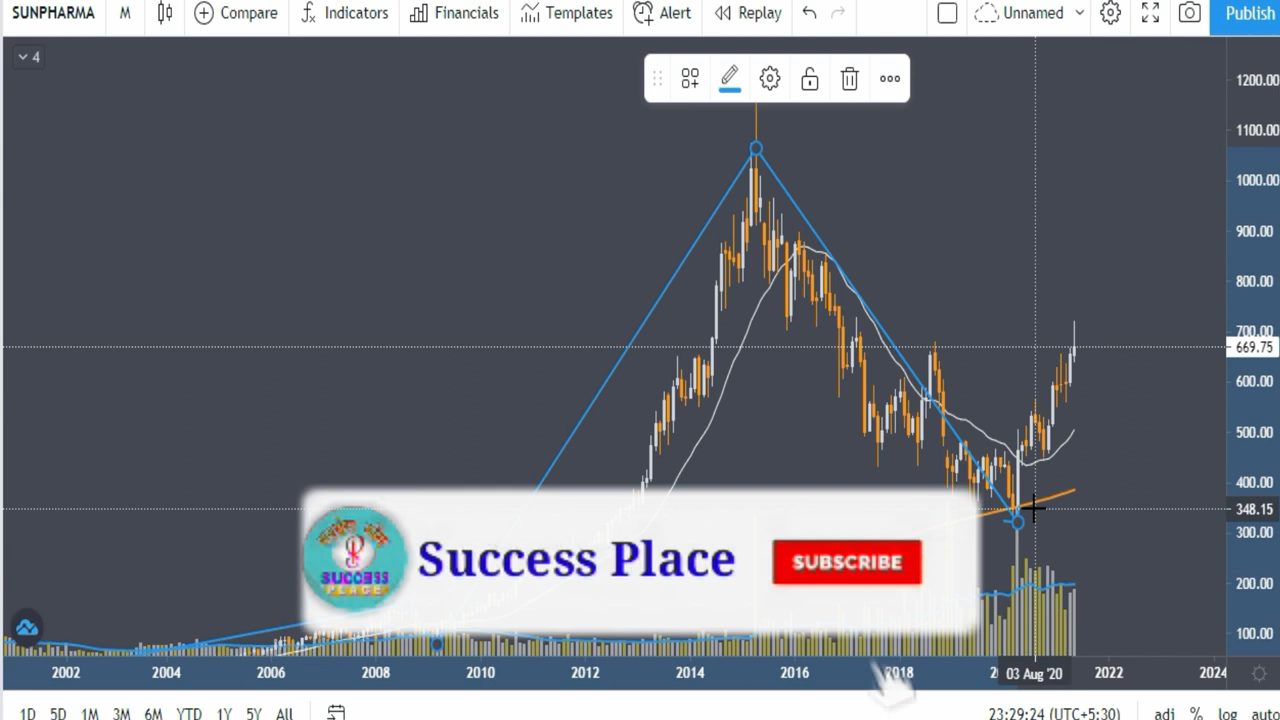 SUNPHARMA M Compare Indicators Financials Templates Alert Replay Unnamed Publish
4
1200.00
1100.00
1000.00
900.00
800.00
700.00
669.75
600.00
500.00
400.00
348.15
300.00
200.00
100.00
SUCCESS
PLACE
Success Place
SUBSCRIBE
2002 2004 2006 2008 2010 2012 2014 2016 2018 03 Aug '20 2022 2024
1D 5D 1M 3M 6M YTD 1Y 5Y All 23:29:24 (UTC+5:30) adj % log auto